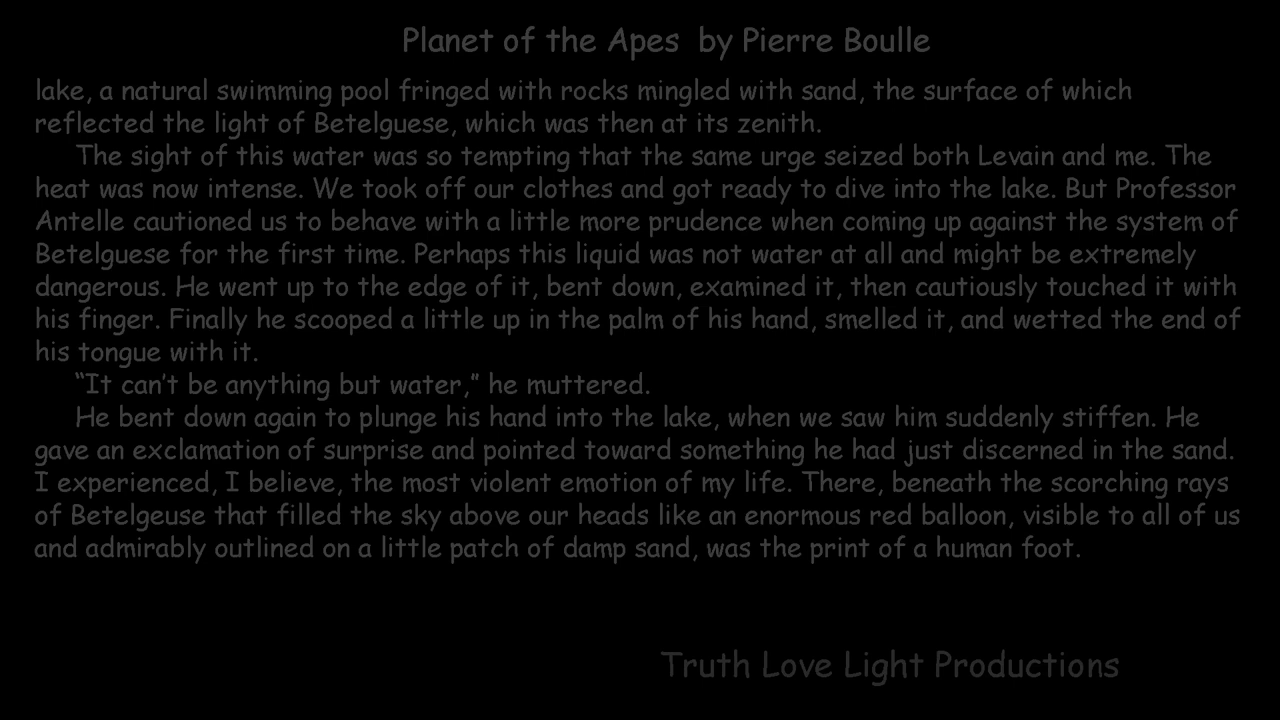 Planet of the Apes by Pierre Boulle
lake, a natural swimming pool fringed with rocks mingled with sand, the surface of which
reflected the light of Betelguese, which was then at its zenith.
The sight of this water was so tempting that the same urge seized both Levain and me. The
heat was now intense. We took off our clothes and got ready to dive into the lake. But Professor
Antelle cautioned us to behave with a little more prudence when coming up against the system of
Betelguese for the first time. Perhaps this liquid was not water at all and might be extremely
dangerous. He went up to the edge of it, bent down, examined it, then cautiously touched it with
his finger. Finally he scooped a little up in the palm of his hand, smelled it, and wetted the end of
his tongue with it.
“It can’t be anything but water,” he muttered.
He bent down again to plunge his hand into the lake, when we saw him suddenly stiffen. He
gave an exclamation of surprise and pointed toward something he had just discerned in the sand.
I experienced, I believe, the most violent emotion of my life. There, beneath the scorching rays
of Betelgeuse that filled the sky above our heads like an enormous red balloon, visible to all of us
and admirably outlined on a little patch of damp sand, was the print of a human foot.
Truth Love Light Productions